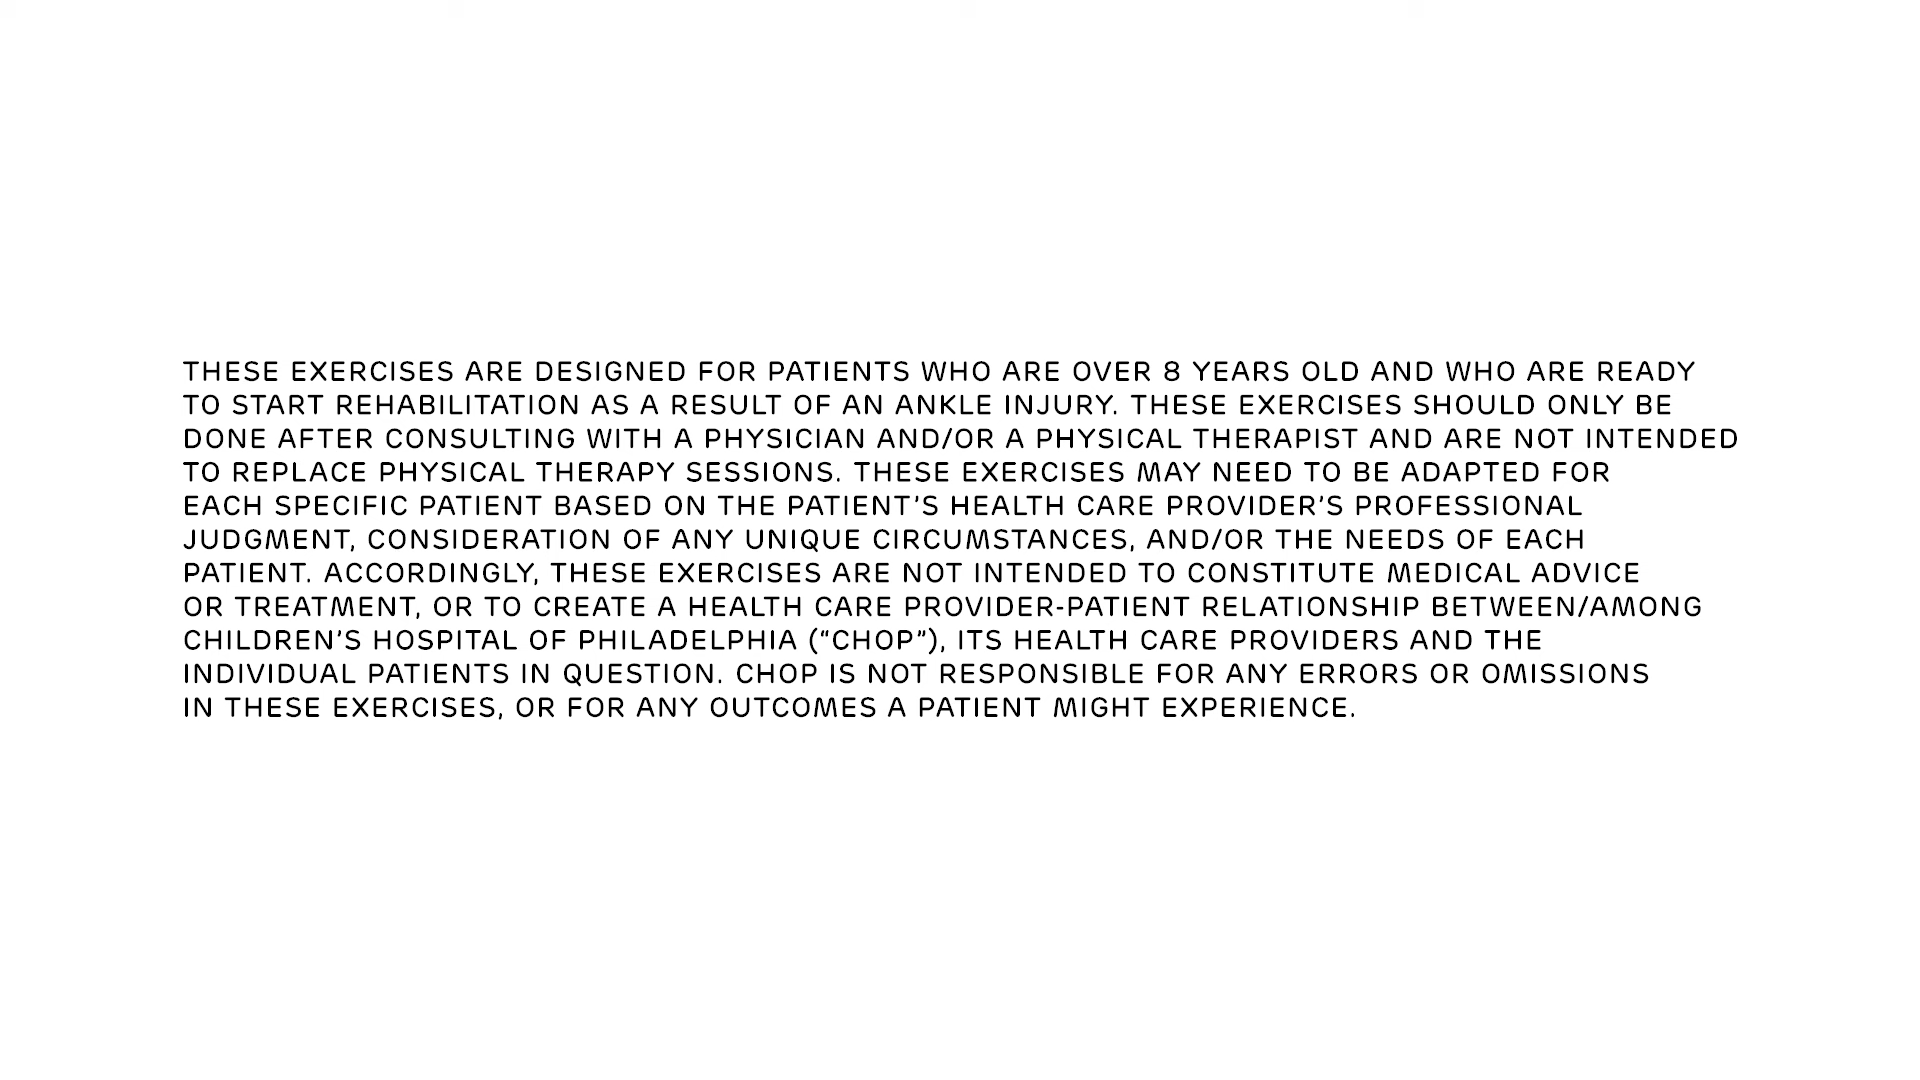 THESE EXERCISES ARE DESIGNED FOR PATIENTS WHO ARE OVER 8 YEARS OLD AND WHO ARE READY
TO START REHABILITATION AS A RESULT OF AN ANKLE INJURY. THESE EXERCISES SHOULD ONLY BE
DONE AFTER CONSULTING WITH A PHYSICIAN AND/OR A PHYSICAL THERAPIST AND ARE NOT INTENDED
TO REPLACE PHYSICAL THERAPY SESSIONS. THESE EXERCISES MAY NEED TO BE ADAPTED FOR
EACH SPECIFIC PATIENT BASED ON THE PATIENT’S HEALTH CARE PROVIDER’S PROFESSIONAL
JUDGMENT, CONSIDERATION OF ANY UNIQUE CIRCUMSTANCES, AND/OR THE NEEDS OF EACH
PATIENT. ACCORDINGLY, THESE EXERCISES ARE NOT INTENDED TO CONSTITUTE MEDICAL ADVICE
OR TREATMENT, OR TO CREATE A HEALTH CARE PROVIDER-PATIENT RELATIONSHIP BETWEEN/AMONG
CHILDREN’S HOSPITAL OF PHILADELPHIA (“CHOP”), ITS HEALTH CARE PROVIDERS AND THE
INDIVIDUAL PATIENTS IN QUESTION. CHOP IS NOT RESPONSIBLE FOR ANY ERRORS OR OMISSIONS
IN THESE EXERCISES, OR FOR ANY OUTCOMES A PATIENT MIGHT EXPERIENCE.